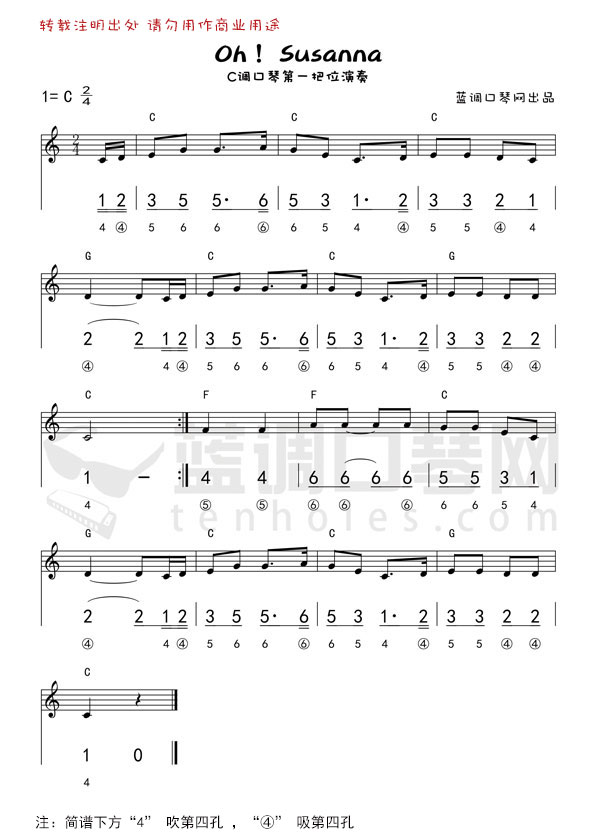 转载注明出处 请勿用作商业用途
Oh! Susanna
C调口琴第一把位演奏
1= C 2/4
蓝调口琴网出品
C C
2/4
1 2 | 3 5 5· 6 | 5 3 1· 2 | 3 3 2 1
4 ④ 5 6 6 ⑥ 6 5 4 ④ 5 5 ④ 4
G C G
2 2 1 2 | 3 5 5· 6 | 5 3 1· 2 | 3 3 2 2
④ 4 ④ 5 6 6 ⑥ 6 5 4 ④ 5 5 ④ ④
C F F C
1 – :| 4 4 | 6 6 6 6 | 5 5 3 1
4 ⑤ ⑤ ⑥ ⑥ ⑥ 6 6 5 4
蓝调口琴网
tenholes.com
G C G
2 2 1 2 | 3 5 5· 6 | 5 3 1· 2 | 3 3 2 2
④ 4 ④ 5 6 6 ⑥ 6 5 4 ④ 5 5 ④ ④
C
1 0
4
注: 简谱下方“4” 吹第四孔 , “④” 吸第四孔